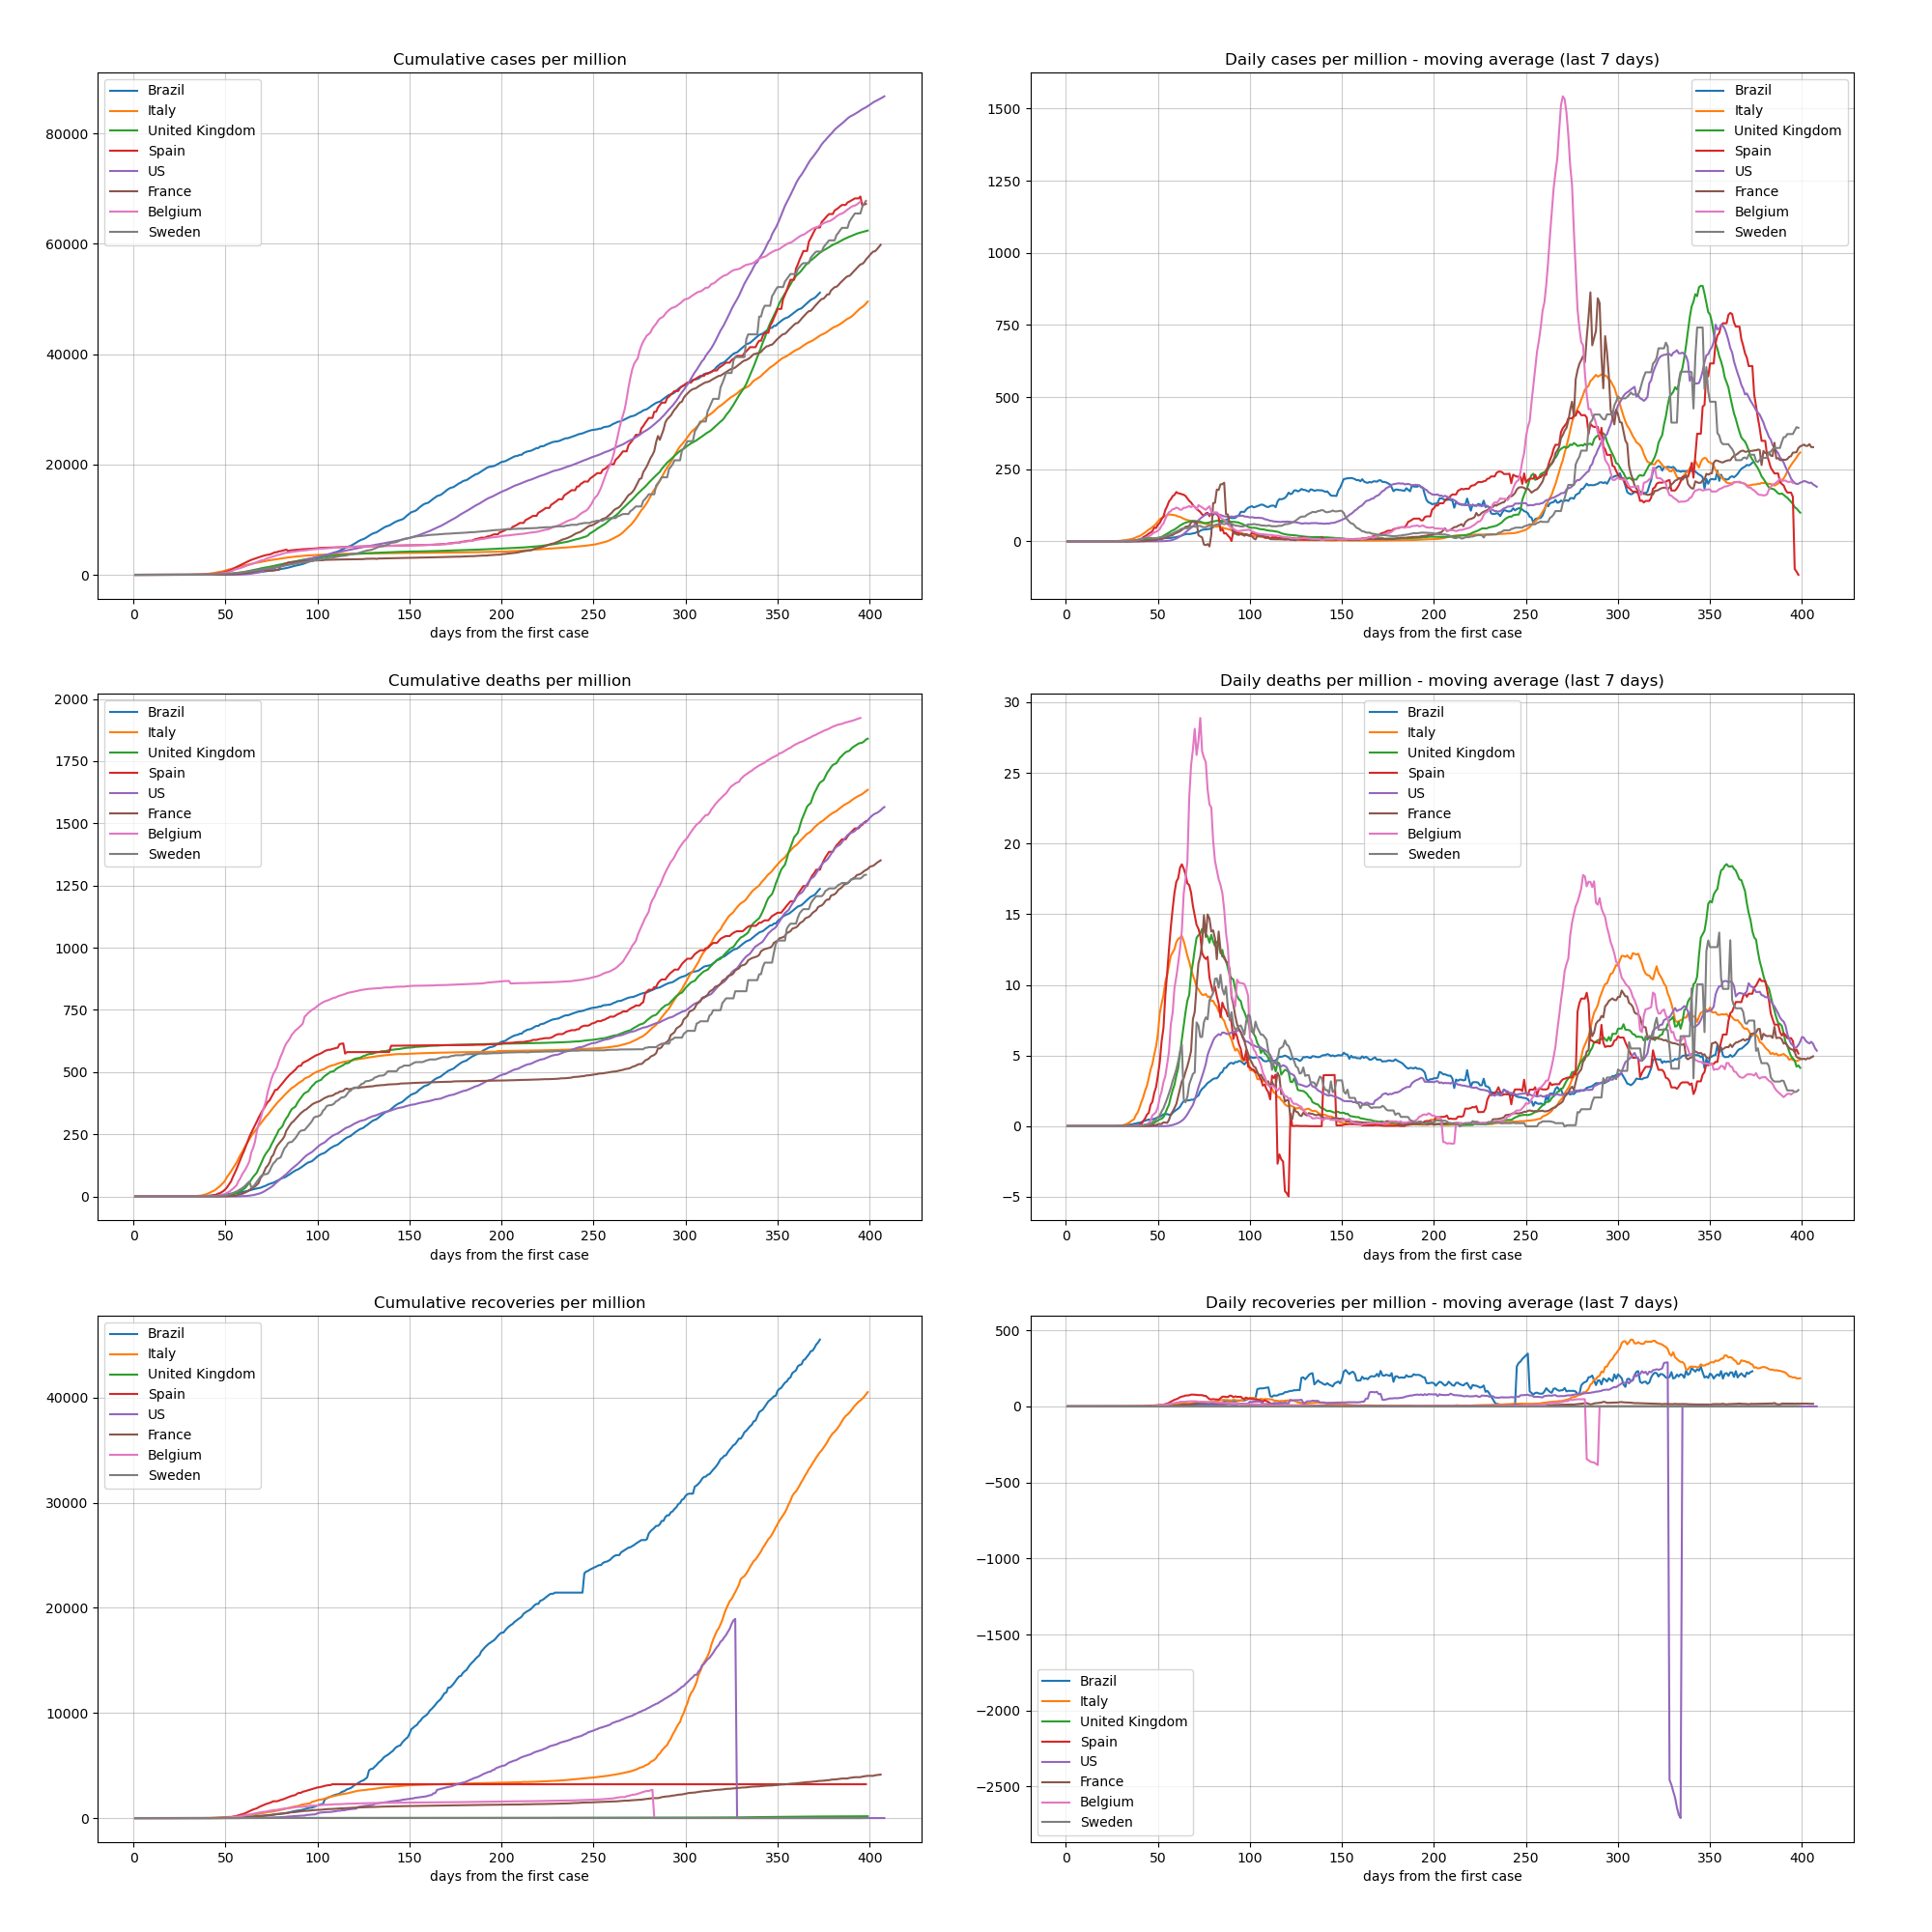 Cumulative cases per million
Brazil
Italy
United Kingdom
Spain
US
France
Belgium
Sweden
80000
60000
40000
20000
0
0 50 100 150 200 250 300 350 400
days from the first case
Daily cases per million - moving average (last 7 days)
Brazil
Italy
United Kingdom
Spain
US
France
Belgium
Sweden
1500
1250
1000
750
500
250
0
0 50 100 150 200 250 300 350 400
days from the first case
Cumulative deaths per million
Brazil
Italy
United Kingdom
Spain
US
France
Belgium
Sweden
2000
1750
1500
1250
1000
750
500
250
0
0 50 100 150 200 250 300 350 400
days from the first case
Daily deaths per million - moving average (last 7 days)
Brazil
Italy
United Kingdom
Spain
US
France
Belgium
Sweden
30
25
20
15
10
5
0
−5
0 50 100 150 200 250 300 350 400
days from the first case
Cumulative recoveries per million
Brazil
Italy
United Kingdom
Spain
US
France
Belgium
Sweden
40000
30000
20000
10000
0
0 50 100 150 200 250 300 350 400
days from the first case
Daily recoveries per million - moving average (last 7 days)
500
0
−500
−1000
−1500
−2000
−2500
Brazil
Italy
United Kingdom
Spain
US
France
Belgium
Sweden
0 50 100 150 200 250 300 350 400
days from the first case